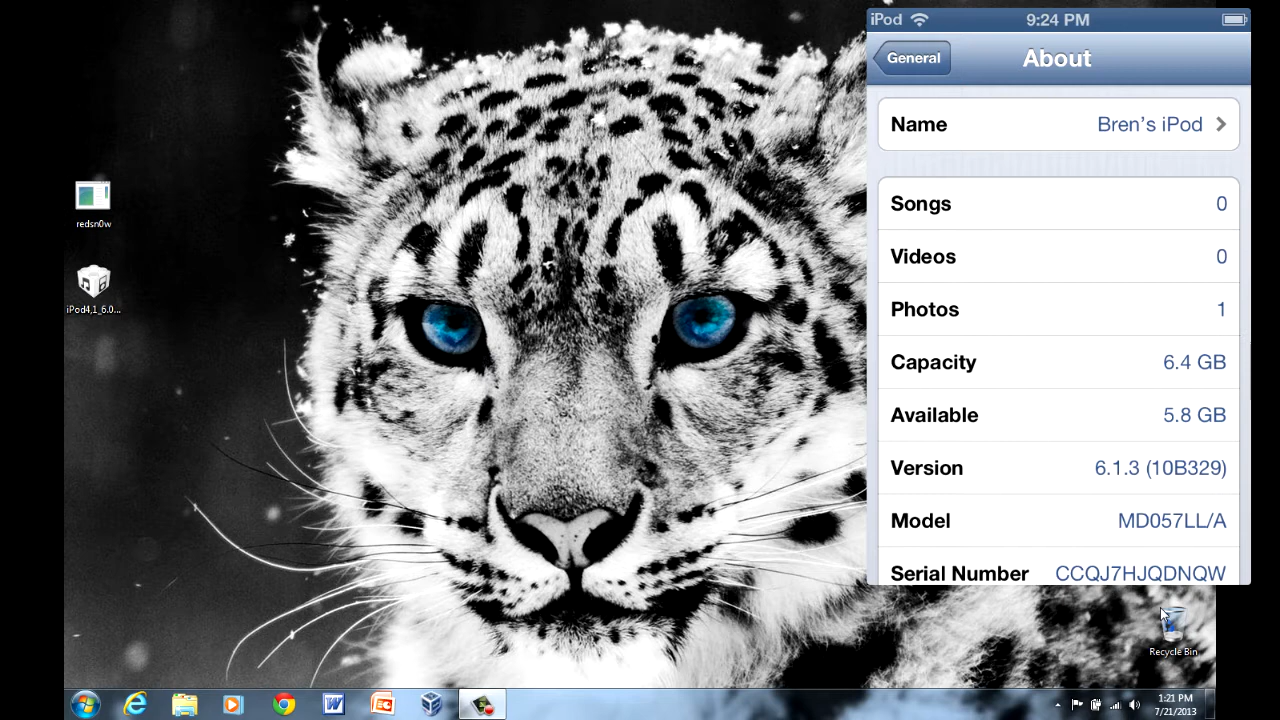 iPod 9:24 PM
General About
Name Bren's iPod
Songs 0
Videos 0
Photos 1
Capacity 6.4 GB
Available 5.8 GB
Version 6.1.3 (10B329)
Model MD057LL/A
Serial Number CCQJ7HJQDNQW
redsn0w
iPod4,1_6.0...
Recycle Bin
1:21 PM
7/21/2013